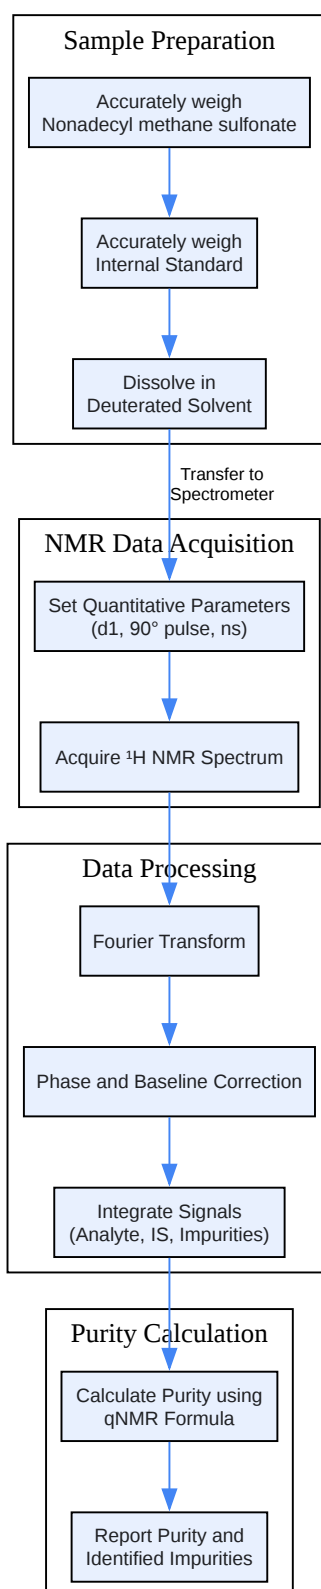 Sample Preparation
Accurately weigh
Nonadecyl methane sulfonate
Accurately weigh
Internal Standard
Dissolve in
Deuterated Solvent
Transfer to
Spectrometer
NMR Data Acquisition
Set Quantitative Parameters
(d1, 90° pulse, ns)
Acquire ¹H NMR Spectrum
Data Processing
Fourier Transform
Phase and Baseline Correction
Integrate Signals
(Analyte, IS, Impurities)
Purity Calculation
Calculate Purity using
qNMR Formula
Report Purity and
Identified Impurities